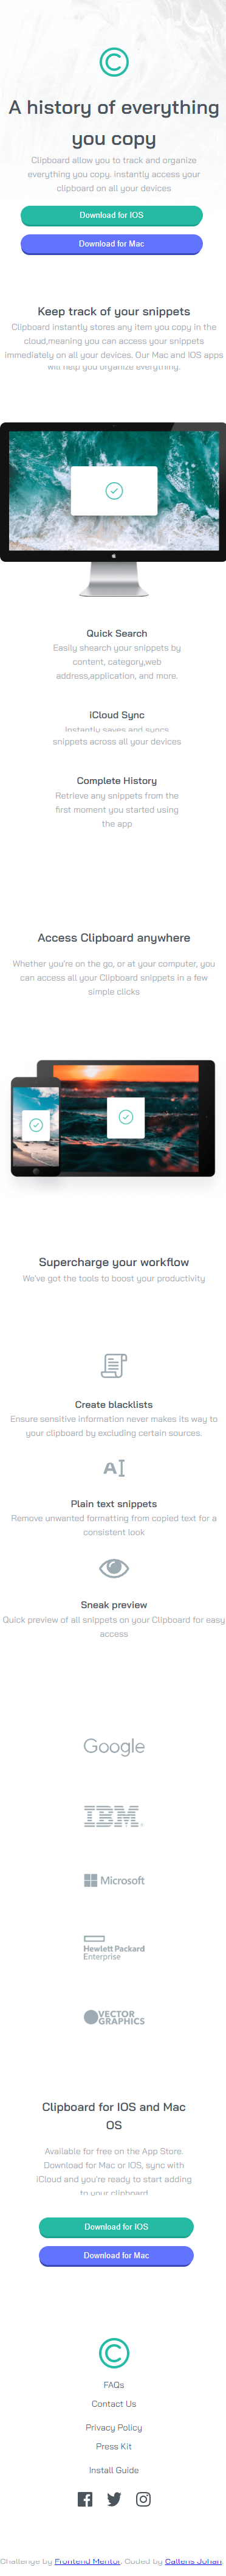 ©
A history of everything
you copy
Clipboard allow you to track and organize
everything you copy. Instantly access your
clipboard on all your devices
Download for IOS
Download for Mac
Keep track of your snippets
Clipboard instantly stores any item you copy in the
cloud,meaning you can access your snippets
immediately on all your devices. Our Mac and IOS apps
will help you organize everything.
Quick Search
Easily shearch your snippets by
content, category,web
address,application, and more.
iCloud Sync
Instantly saves and syncs
snippets across all your devices
Complete History
Retrieve any snippets from the
first moment you started using
the app
Access Clipboard anywhere
Whether you're on the go, or at your computer, you
can access all your Clipboard snippets in a few
simple clicks
Supercharge your workflow
We've got the tools to boost your productivity
Create blacklists
Ensure sensitive information never makes its way to
your clipboard by excluding certain sources.
AI
Plain text snippets
Remove unwanted formatting from copied text for a
consistent look
Sneak preview
Quick preview of all snippets on your Clipboard for easy
access
Google
IBM
Microsoft
Hewlett Packard
Enterprise
VECTOR
GRAPHICS
Clipboard for IOS and Mac
OS
Available for free on the App Store.
Download for Mac or IOS, sync with
iCloud and you're ready to start adding
to your clipboard
Download for IOS
Download for Mac
©
FAQs
Contact Us
Privacy Policy
Press Kit
Install Guide
Challenge by Frontend Mentor. Coded by Callens Johan